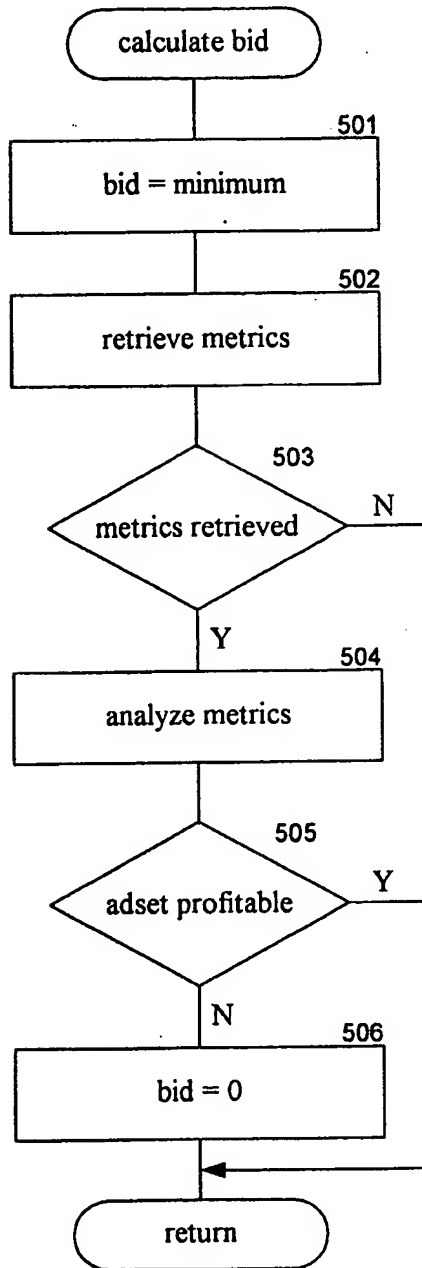 calculate bid
501
bid = minimum
502
retrieve metrics
503
metrics retrieved
N
Y
504
analyze metrics
505
adset profitable
Y
N
506
bid = 0
return